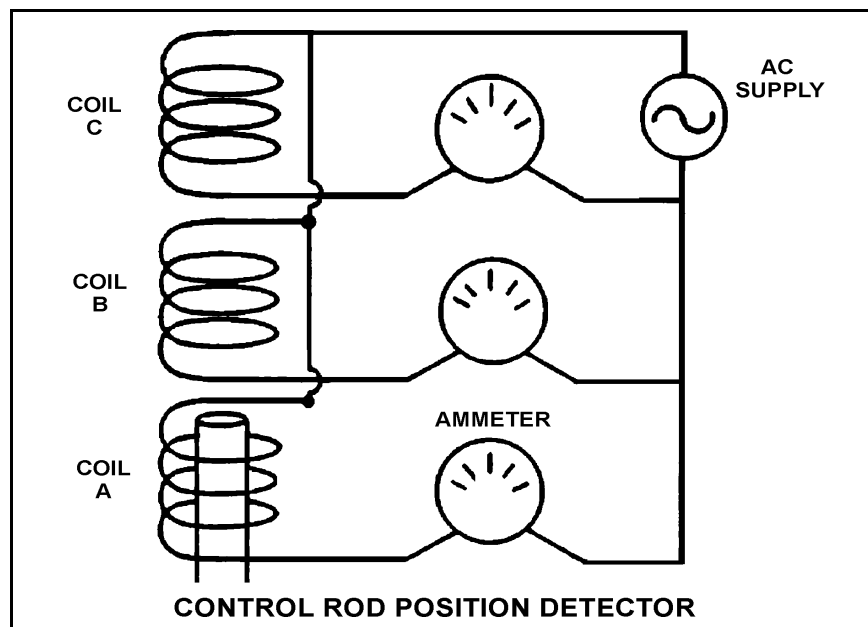 COIL
C
AC
SUPPLY
COIL
B
AMMETER
COIL
A
CONTROL ROD POSITION DETECTOR